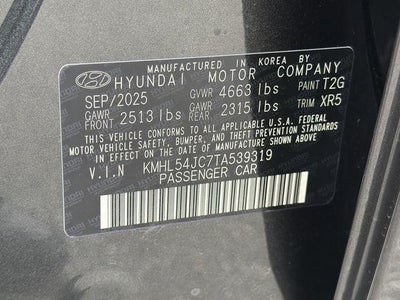 MANUFACTURED IN KOREA BY
HYUNDAI MOTOR COMPANY
SEP/2025 GVWR 4663 lbs PAINT T2G
GAWR FRONT 2513 lbs GAWR REAR 2315 lbs TRIM XR5
THIS VEHICLE CONFORMS TO ALL APPLICABLE U.S.A. FEDERAL
MOTOR VEHICLE SAFETY, BUMPER, AND THEFT PREVENTION
STANDARDS IN EFFECT ON THE DATE OF MANUFACTURE SHOWN ABOVE.
V.I.N KMHL54JC7TA539319
PASSENGER CAR